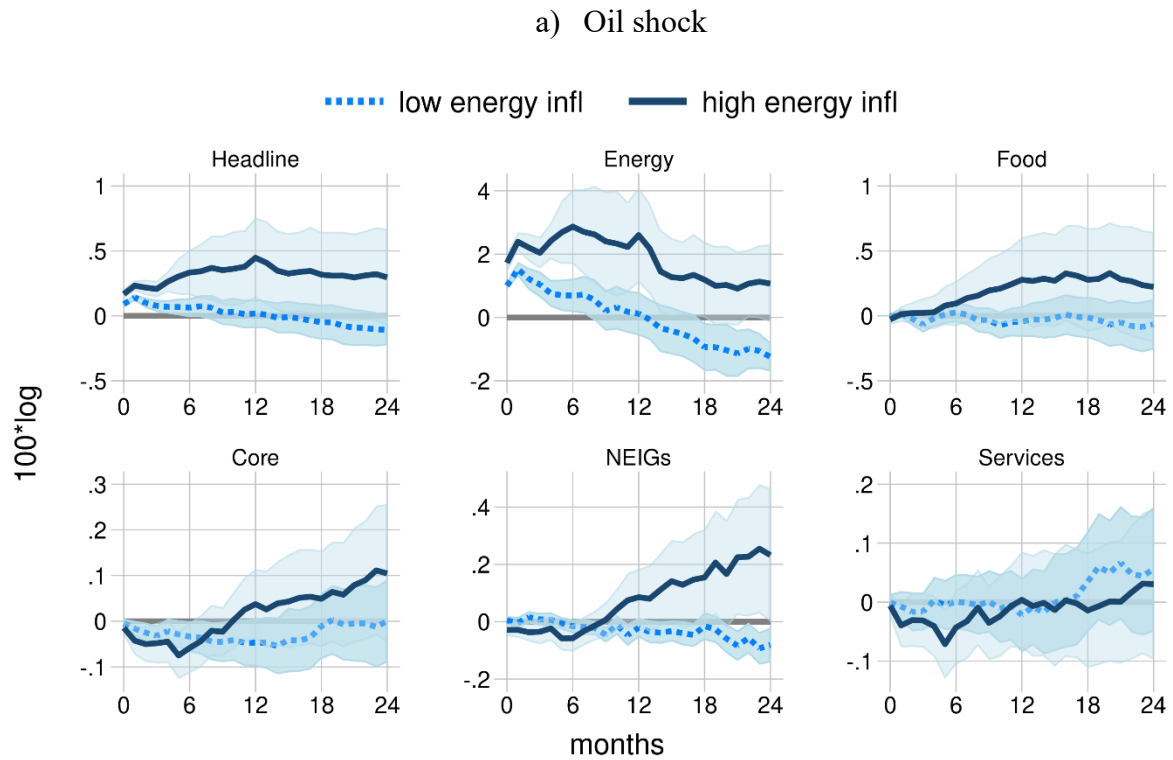 a) Oil shock
low energy infl high energy infl
Headline Energy Food
1 4 1
.5 2 .5
0 0 0
-.5 -2 -.5
0 6 12 18 24 0 6 12 18 24 0 6 12 18 24
100*log
Core NEIGs Services
.3 .4 .2
.2 .2 .1
.1 0 0
0 -.2 -.1
-.1
0 6 12 18 24 0 6 12 18 24 0 6 12 18 24
months